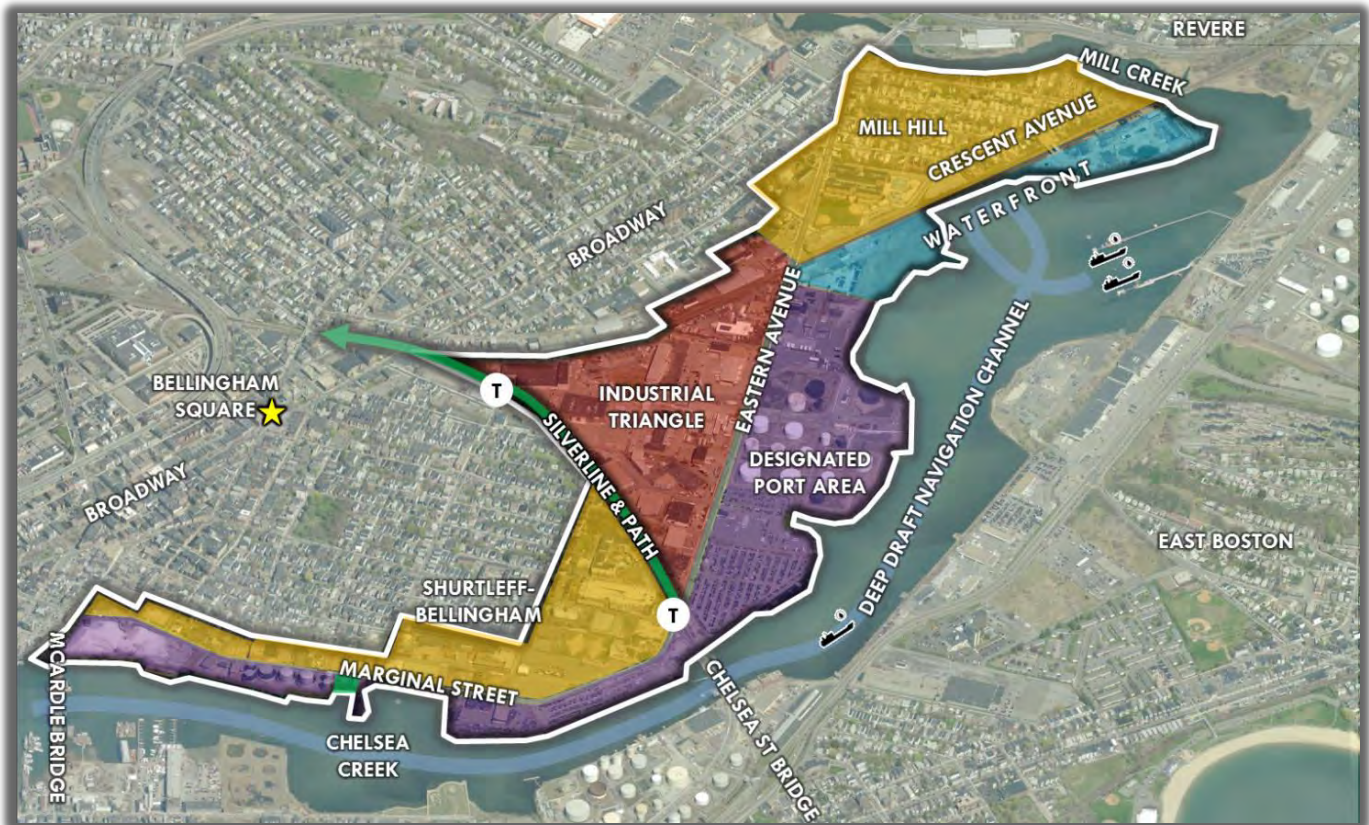 REVERE
MILL CREEK
MILL HILL
CRESCENT AVENUE
WATERFRONT
BROADWAY
EASTERN AVENUE
BELLINGHAM
SQUARE
T
INDUSTRIAL
TRIANGLE
SILVERLINE & PATH
DESIGNATED
PORT AREA
DEEP DRAFT NAVIGATION CHANNEL
BROADWAY
EAST BOSTON
SHURTLEFF-
BELLINGHAM
T
MCARDLE BRIDGE
MARGINAL STREET
CHELSEA ST BRIDGE
CHELSEA
CREEK